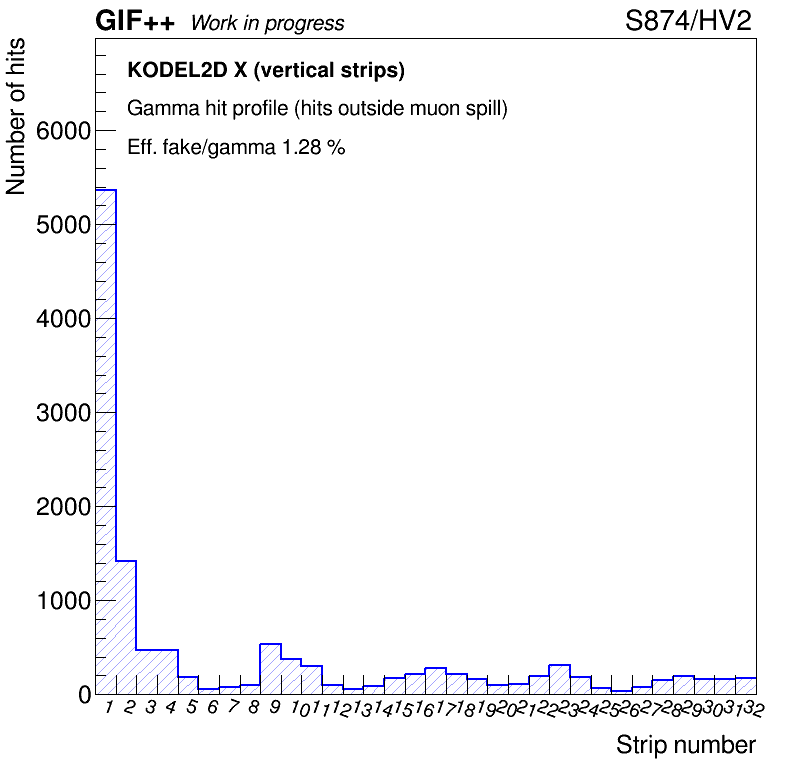 GIF++ Work in progress S874/HV2
Number of hits
KODEL2D X (vertical strips)
Gamma hit profile (hits outside muon spill)
Eff. fake/gamma 1.28 %
6000
5000
4000
3000
2000
1000
0
1 2 3 4 5 6 7 8 9 10 11 12 13 14 15 16 17 18 19 20 21 22 23 24 25 26 27 28 29 30 31 32
Strip number